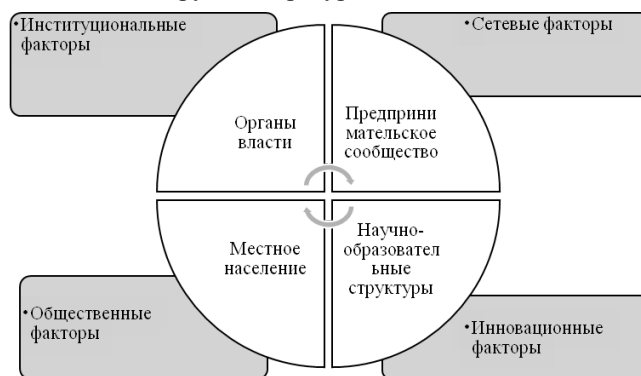 •Институциональные
факторы
•Сетевые факторы
Органы
власти
Предприни
мательское
сообщество
Местное
население
Научно-
образовател
ьные
структуры
•Общественные
факторы
•Инновационные
факторы